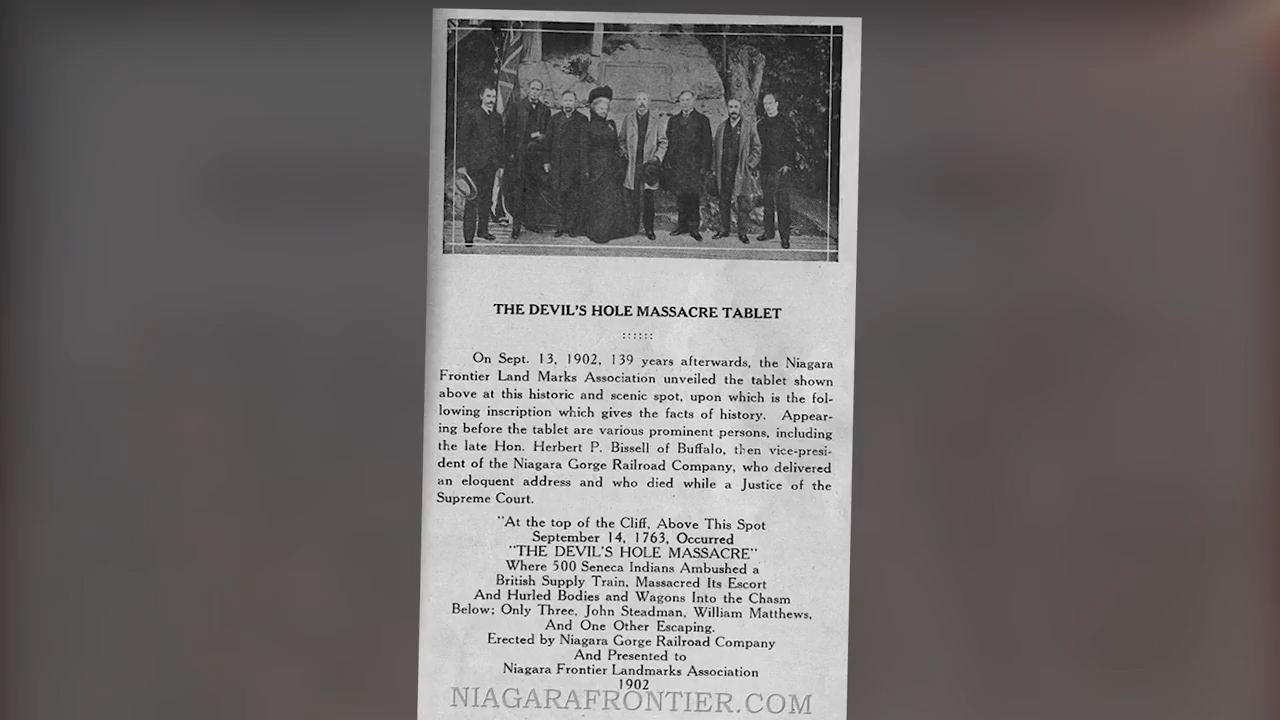 THE DEVIL'S HOLE MASSACRE TABLET
::::::
On Sept. 13, 1902, 139 years afterwards, the Niagara
Frontier Land Marks Association unveiled the tablet shown
above at this historic and scenic spot, upon which is the fol-
lowing inscription which gives the facts of history. Appear-
ing before the tablet are various prominent persons, including
the late Hon. Herbert P. Bissell of Buffalo, then vice-presi-
dent of the Niagara Gorge Railroad Company, who delivered
an eloquent address and who died while a Justice of the
Supreme Court.
"At the top of the Cliff, Above This Spot
September 14, 1763, Occurred
"THE DEVIL'S HOLE MASSACRE"
Where 500 Seneca Indians Ambushed a
British Supply Train, Massacred Its Escort
And Hurled Bodies and Wagons Into the Chasm
Below; Only Three, John Steadman, William Matthews,
And One Other Escaping.
Erected by Niagara Gorge Railroad Company
And Presented to
Niagara Frontier Landmarks Association
1902
NIAGARAFRONTIER.COM